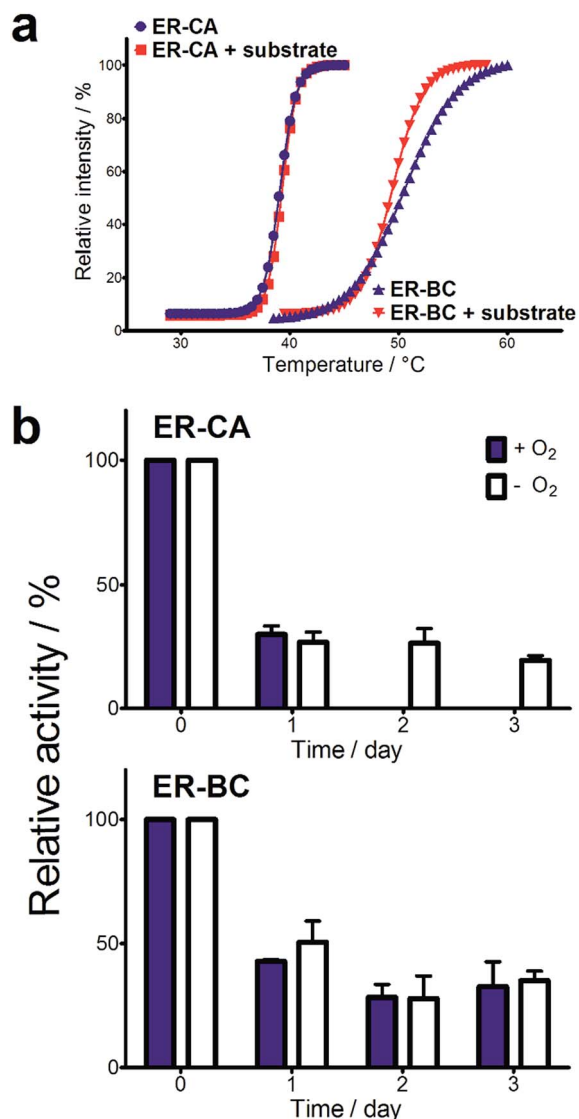 a
ER-CA
ER-CA + substrate
Relative intensity / %
100
80
60
40
20
0
30
40
50
60
Temperature / °C
ER-BC
ER-BC + substrate
b
ER-CA
+ O₂
- O₂
Relative activity / %
100
50
0
0
1
2
3
Time / day
ER-BC
100
50
0
0
1
2
3
Time / day